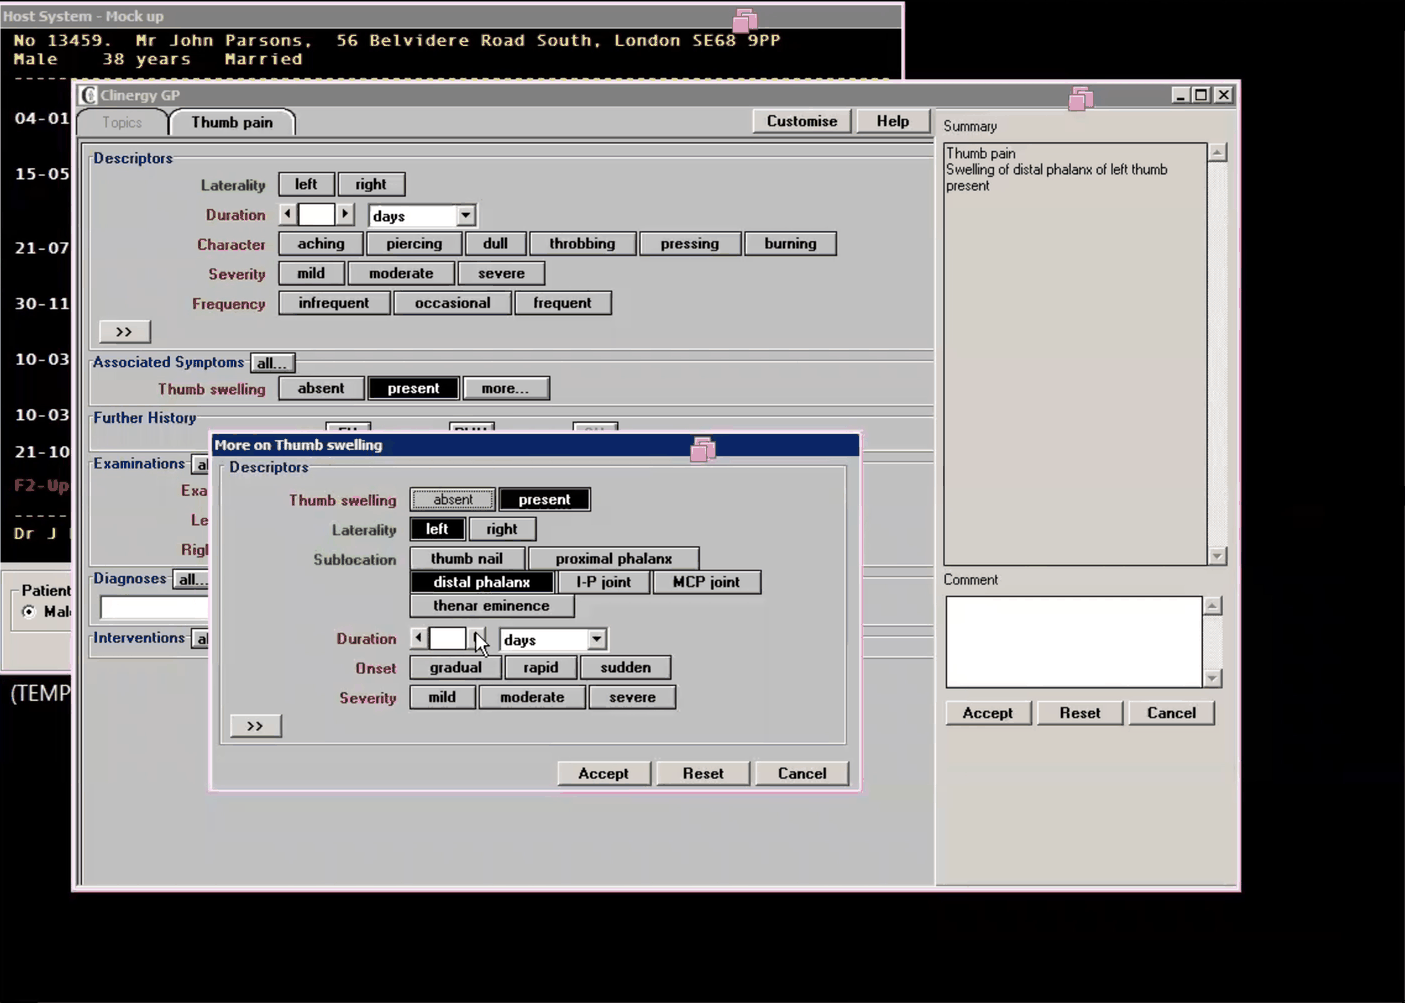 Host System - Mock up
No 13459. Mr John Parsons, 56 Belvidere Road South, London SE68 9PP
Male 38 years Married
Clinergy GP
Topics Thumb pain Customise Help
04-01
15-05
21-07
30-11
10-03
10-03
21-10
F2-Up
Dr J
Patient
Mal
(TEMP
Descriptors
Laterality left right
Duration days
Character aching piercing dull throbbing pressing burning
Severity mild moderate severe
Frequency infrequent occasional frequent
>>
Associated Symptoms all...
Thumb swelling absent present more...
Further History
Examinations
Exa
Le
Righ
Diagnoses all...
Interventions
More on Thumb swelling
Descriptors
Thumb swelling absent present
Laterality left right
Sublocation thumb nail proximal phalanx
distal phalanx I-P joint MCP joint
thenar eminence
Duration days
Onset gradual rapid sudden
Severity mild moderate severe
>>
Accept Reset Cancel
Summary
Thumb pain
Swelling of distal phalanx of left thumb
present
Comment
Accept Reset Cancel